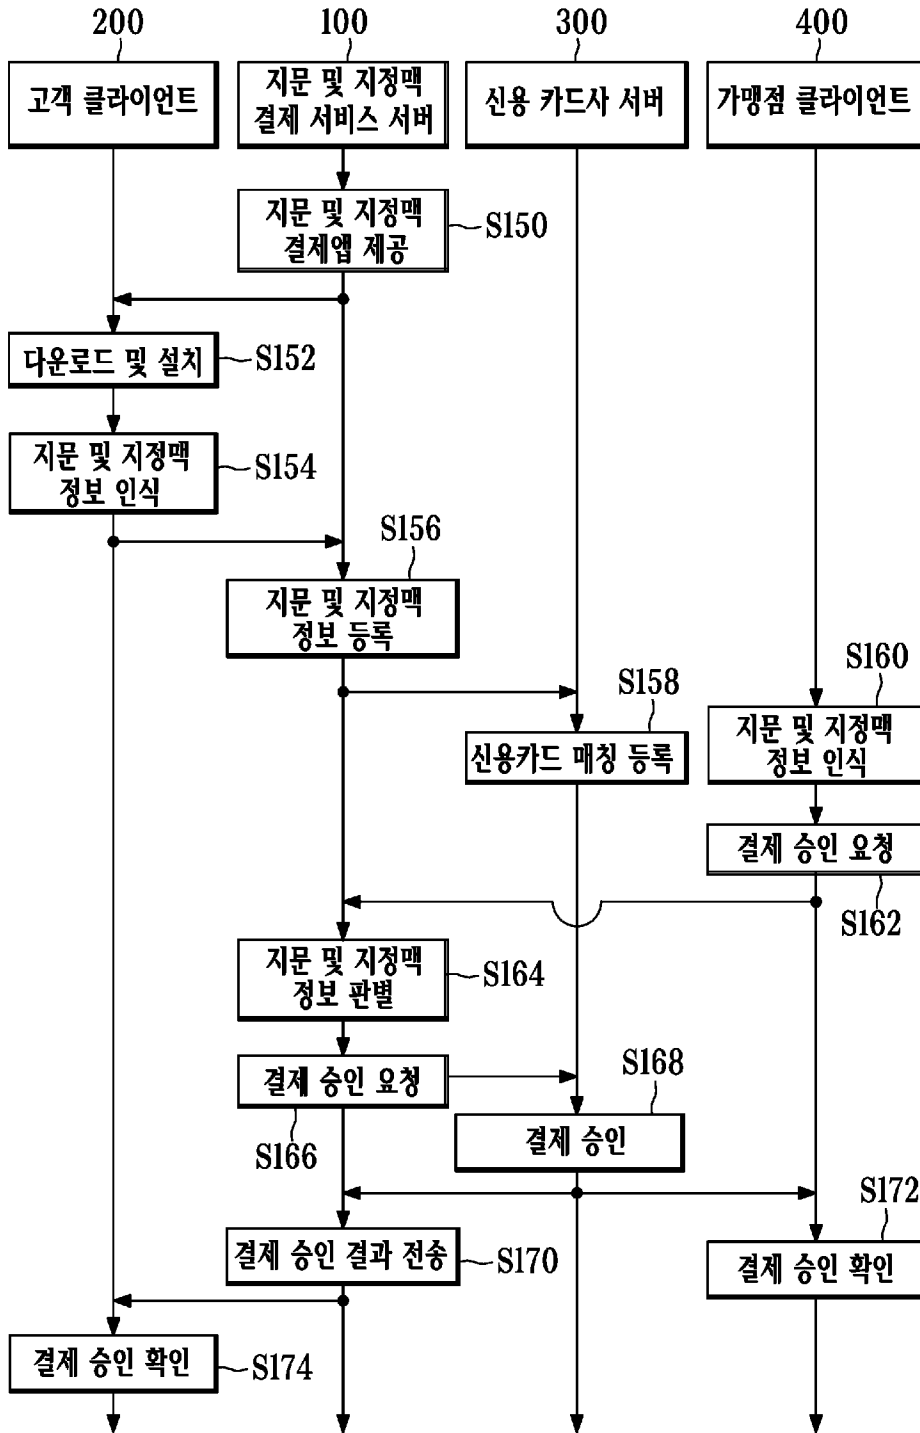 200
100
300
400
고객 클라이언트
지문 및 지정맥
결제 서비스 서버
신용 카드사 서버
가맹점 클라이언트
지문 및 지정맥
결제앱 제공
S150
다운로드 및 설치
S152
지문 및 지정맥
정보 인식
S154
S156
지문 및 지정맥
정보 등록
S158
신용카드 매칭 등록
S160
지문 및 지정맥
정보 인식
결제 승인 요청
S162
지문 및 지정맥
정보 판별
S164
결제 승인 요청
S166
S168
결제 승인
S172
결제 승인 결과 전송
S170
결제 승인 확인
결제 승인 확인
S174